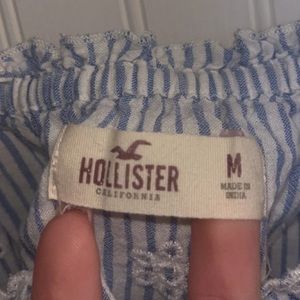 HOLLISTER
CALIFORNIA
M
MADE IN
INDIA